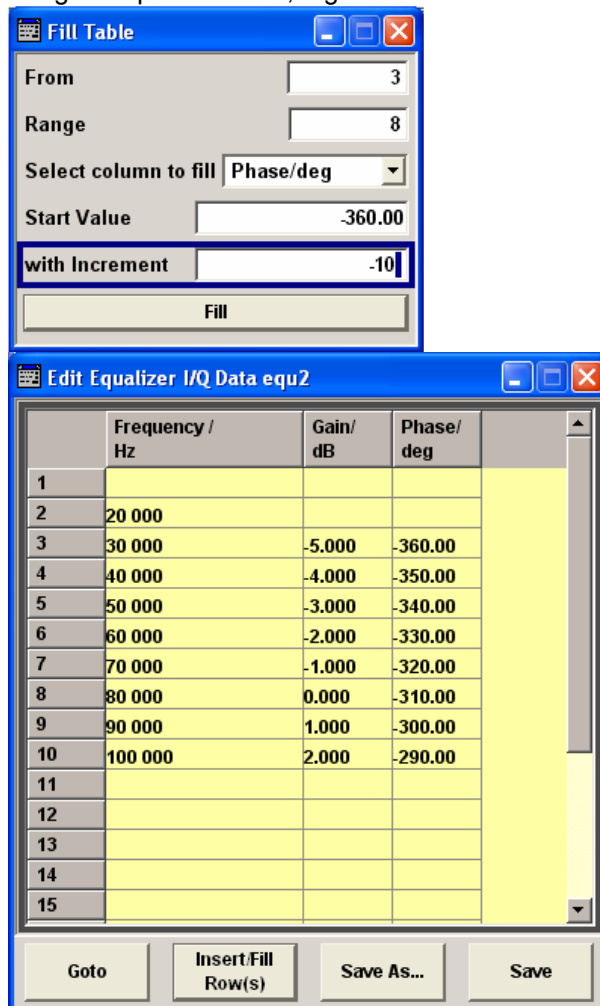 Fill Table
From 3
Range 8
Select column to fill Phase/deg
Start Value -360.00
with Increment -10
Fill
Edit Equalizer I/Q Data equ2
Frequency / Hz Gain/ dB Phase/ deg
1
2 20 000
3 30 000 -5.000 -360.00
4 40 000 -4.000 -350.00
5 50 000 -3.000 -340.00
6 60 000 -2.000 -330.00
7 70 000 -1.000 -320.00
8 80 000 0.000 -310.00
9 90 000 1.000 -300.00
10 100 000 2.000 -290.00
11
12
13
14
15
Goto Insert/Fill Row(s) Save As... Save